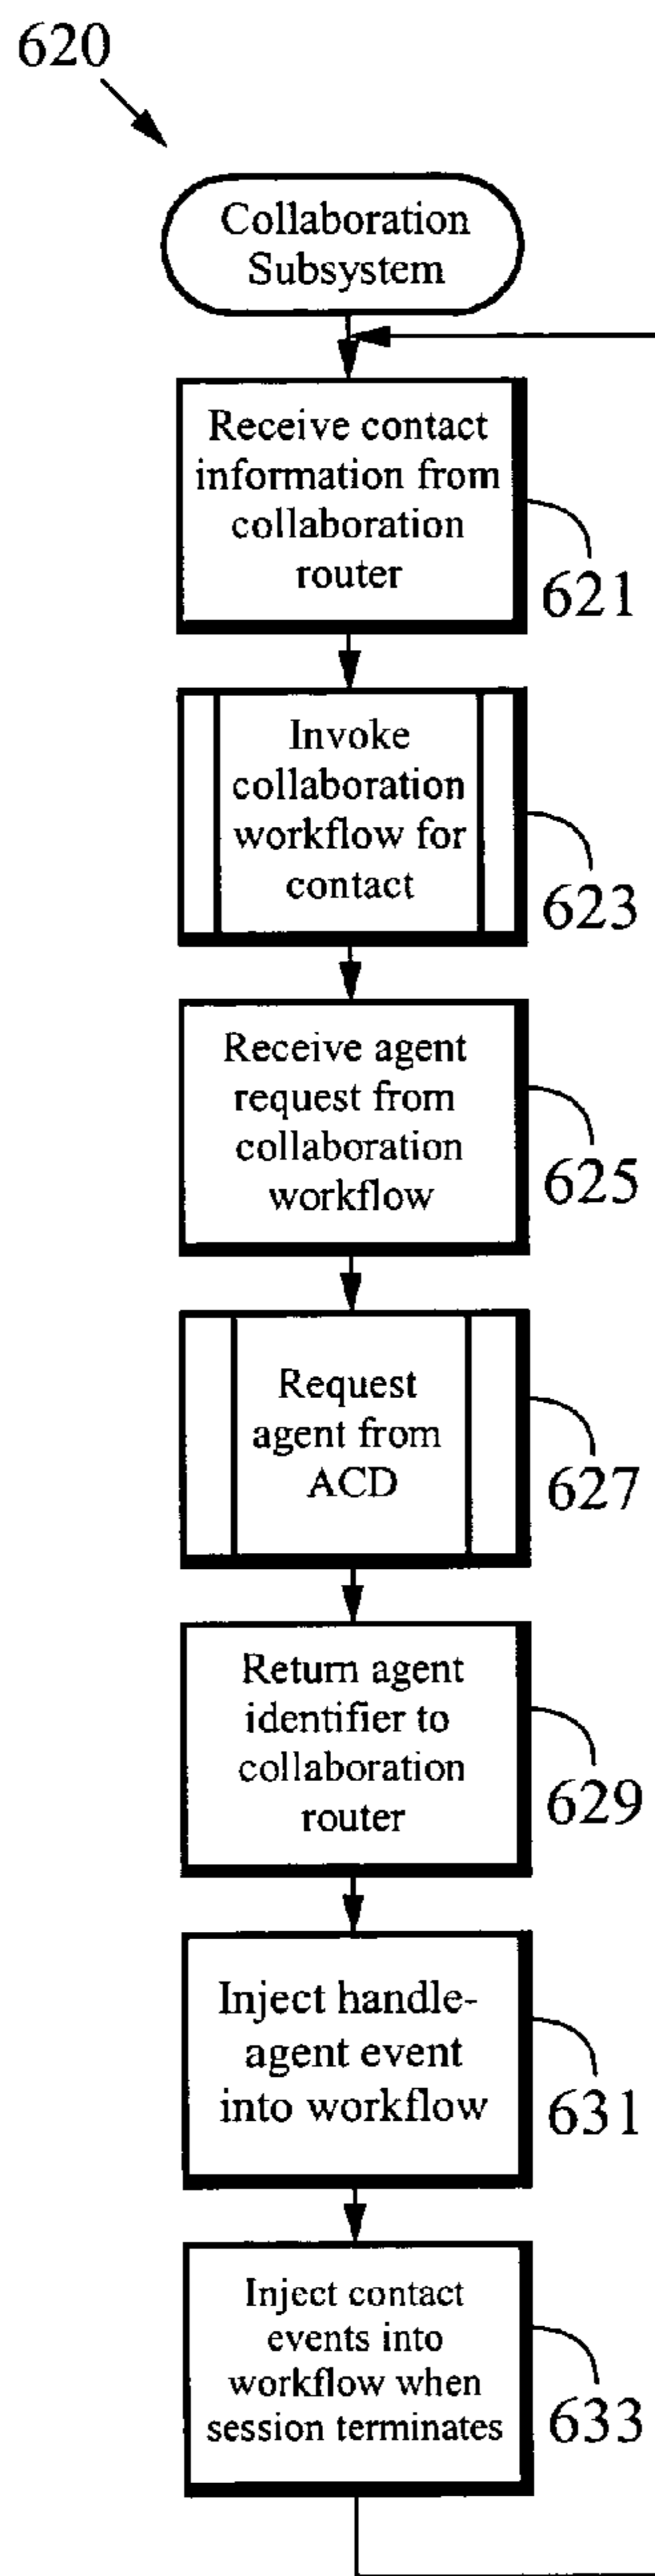 620
Collaboration
Subsystem
Receive contact
information from
collaboration
router
621
Invoke
collaboration
workflow for
contact
623
Receive agent
request from
collaboration
workflow
625
Request
agent from
ACD
627
Return agent
identifier to
collaboration
router
629
Inject handle-
agent event
into workflow
631
Inject contact
events into
workflow when
session terminates
633